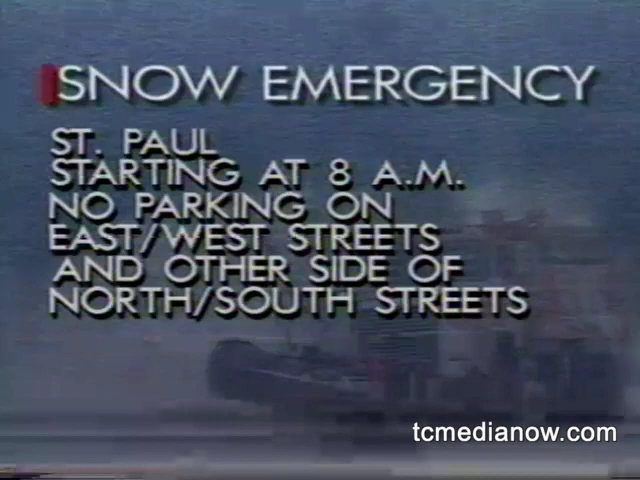 SNOW EMERGENCY
ST. PAUL
STARTING AT 8 A.M.
NO PARKING ON
EAST/WEST STREETS
AND OTHER SIDE OF
NORTH/SOUTH STREETS
tcmedianow.com